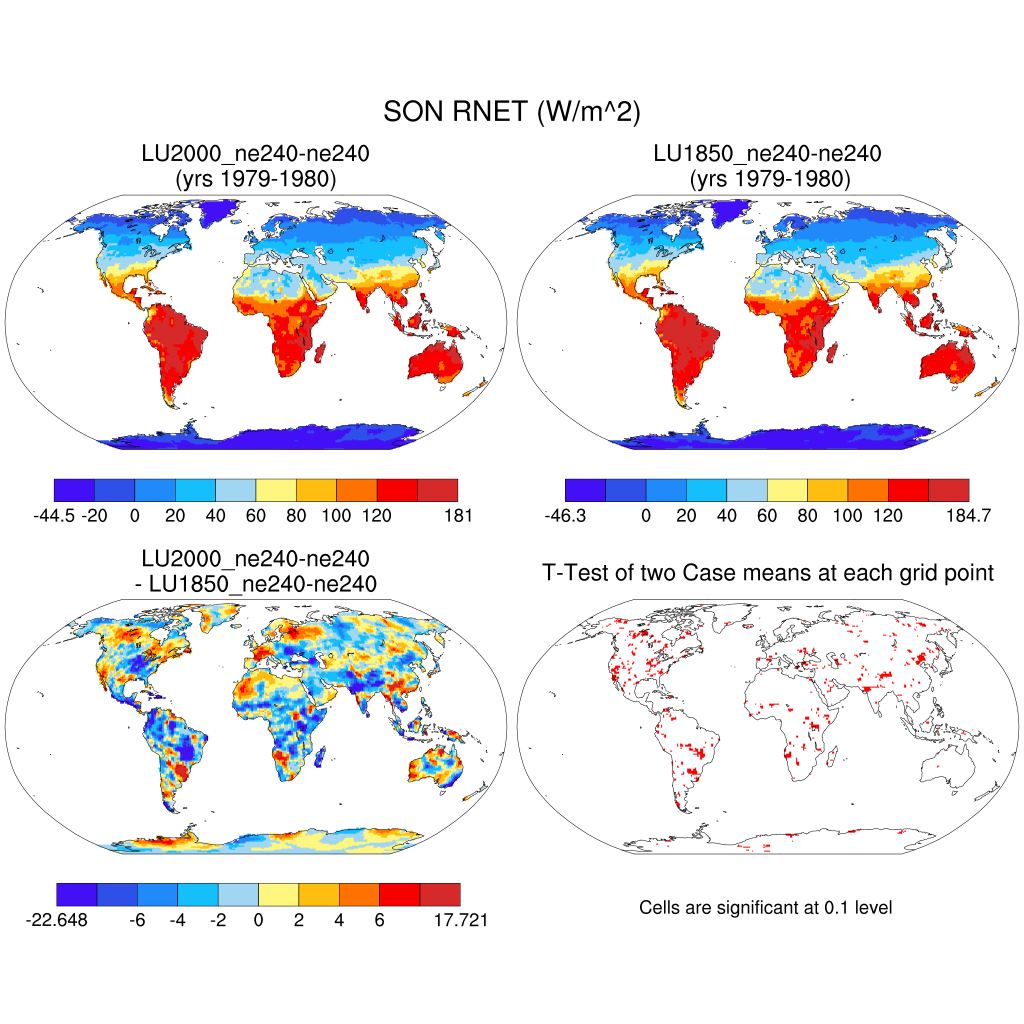 SON RNET (W/m^2)
LU2000_ne240-ne240
(yrs 1979-1980)
LU1850_ne240-ne240
(yrs 1979-1980)
-44.5 -20 0 20 40 60 80 100 120 181
-46.3 0 20 40 60 80 100 120 184.7
LU2000_ne240-ne240
- LU1850_ne240-ne240
T-Test of two Case means at each grid point
-22.648 -6 -4 -2 0 2 4 6 17.721
Cells are significant at 0.1 level